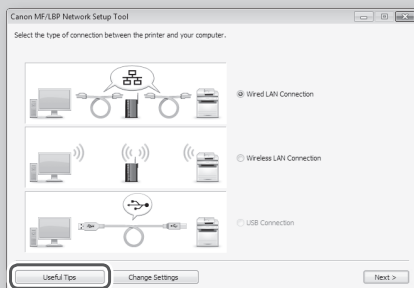 Canon MF/LBP Network Setup Tool
Select the type of connection between the printer and your computer.
Wired LAN Connection
Wireless LAN Connection
USB Connection
Useful Tips
Change Settings
Next >